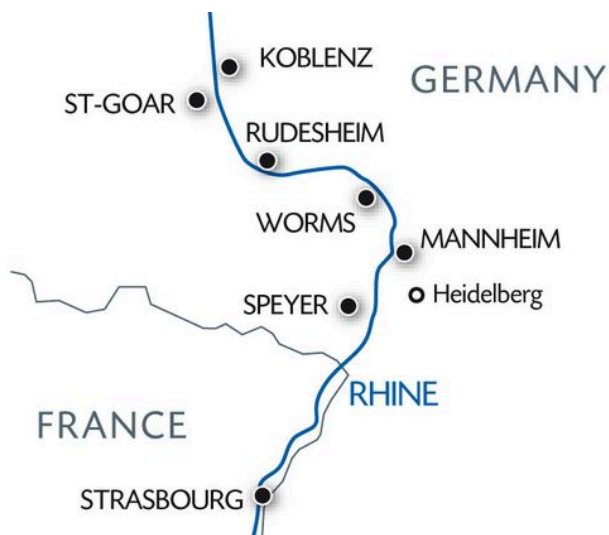 KOBLENZ
GERMANY
ST-GOAR
RUDESHEIM
WORMS
MANNHEIM
SPEYER
Heidelberg
RHINE
FRANCE
STRASBOURG